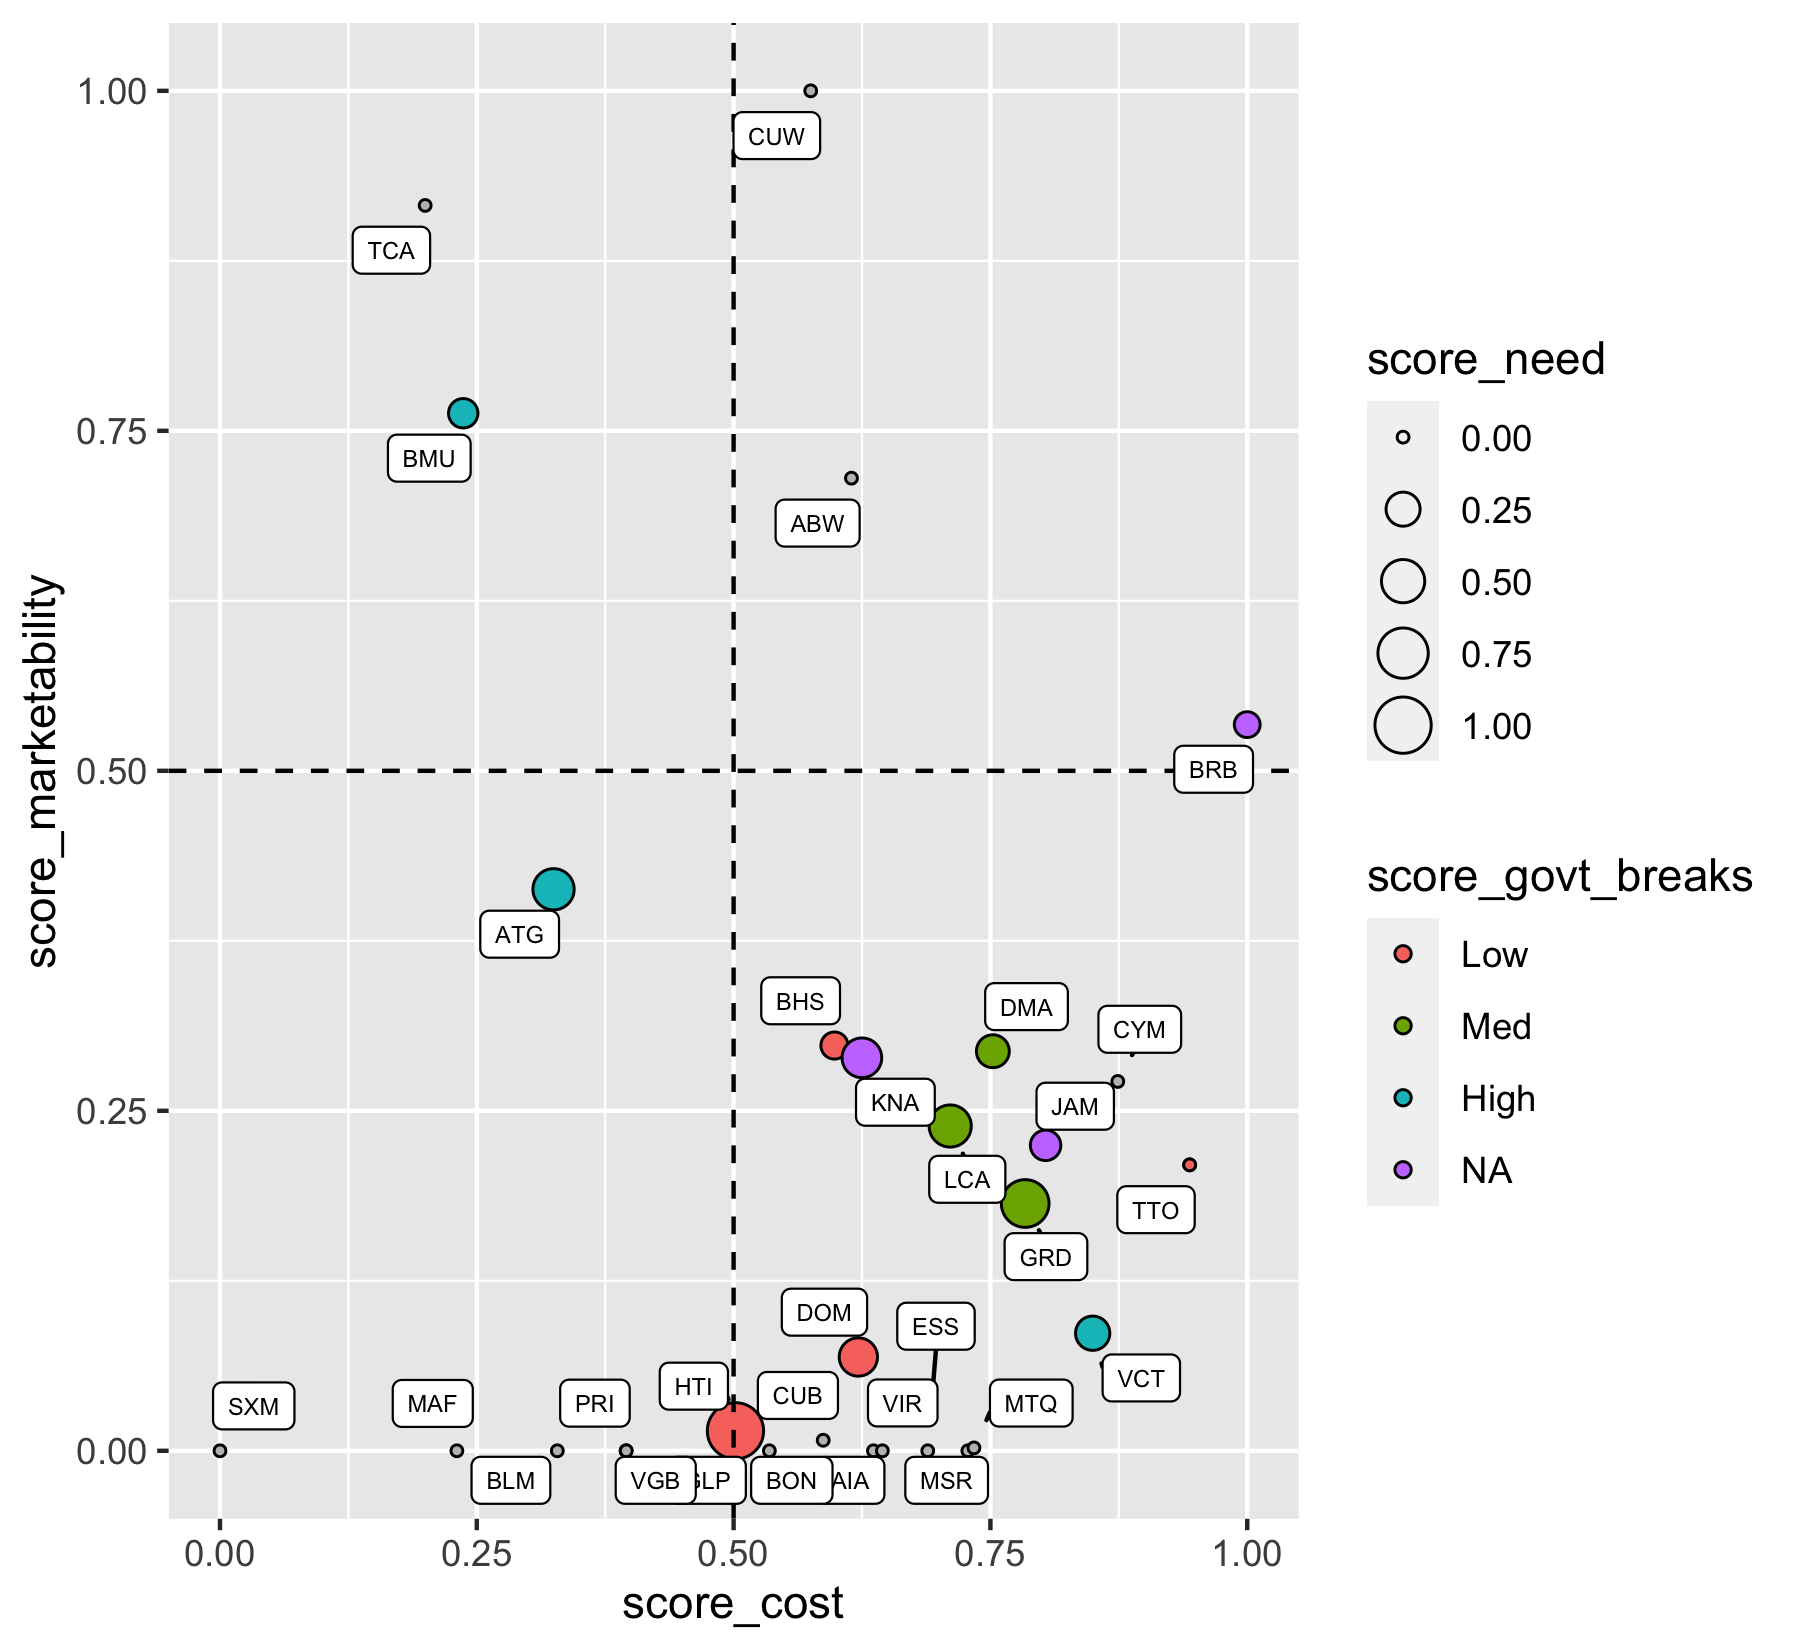 1.00
CUW
TCA
0.75
BMU
ABW
score_marketability
0.50
BRB
ATG
BHS
DMA
CYM
KNA
JAM
0.25
LCA
TTO
GRD
DOM
ESS
HTI
CUB
VCT
SXM
MAF
PRI
VIR
MTQ
0.00
BLM
VGB
GLP
BON
AIA
MSR
0.00
0.25
0.50
0.75
1.00
score_cost
score_need
0.00
0.25
0.50
0.75
1.00
score_govt_breaks
Low
Med
High
NA